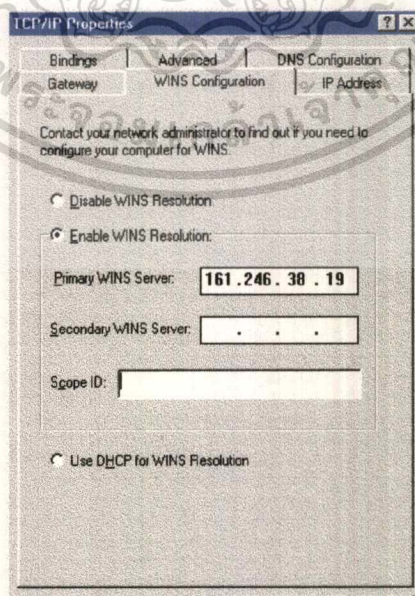 TCP/IP Properties
Bindings Advanced DNS Configuration
Gateway WINS Configuration IP Address
Contact your network administrator to find out if you need to
configure your computer for WINS.
Disable WINS Resolution
Enable WINS Resolution:
Primary WINS Server: 161.246.38.19
Secondary WINS Server: . . .
Scope ID:
Use DHCP for WINS Resolution